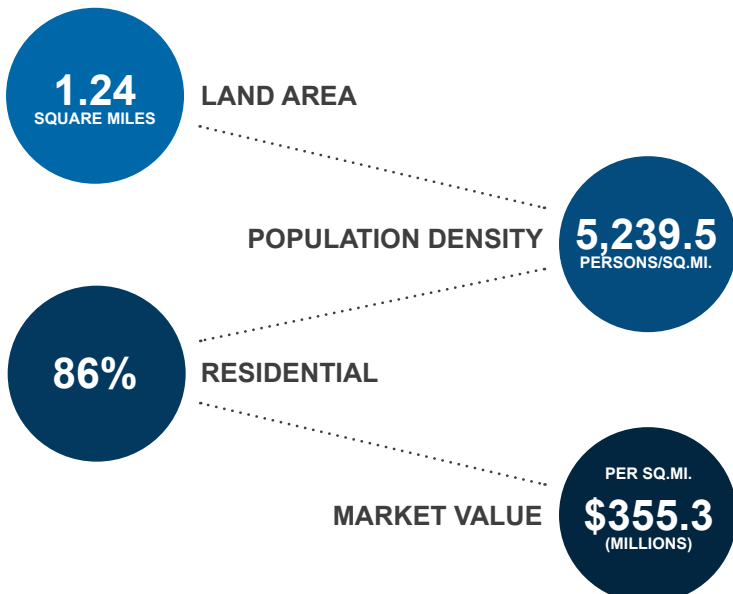 1.24
SQUARE MILES
LAND AREA
POPULATION DENSITY
5,239.5
PERSONS/SQ.MI.
86%
RESIDENTIAL
MARKET VALUE
PER SQ.MI.
$355.3
(MILLIONS)